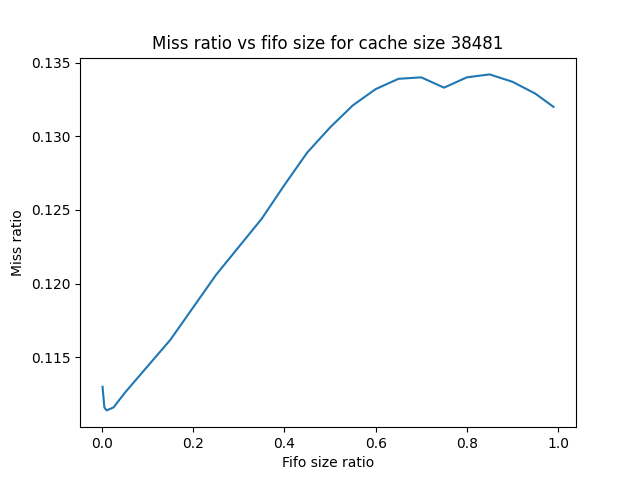 Miss ratio vs fifo size for cache size 38481
0.135
0.130
0.125
0.120
0.115
Miss ratio
0.0 0.2 0.4 0.6 0.8 1.0
Fifo size ratio